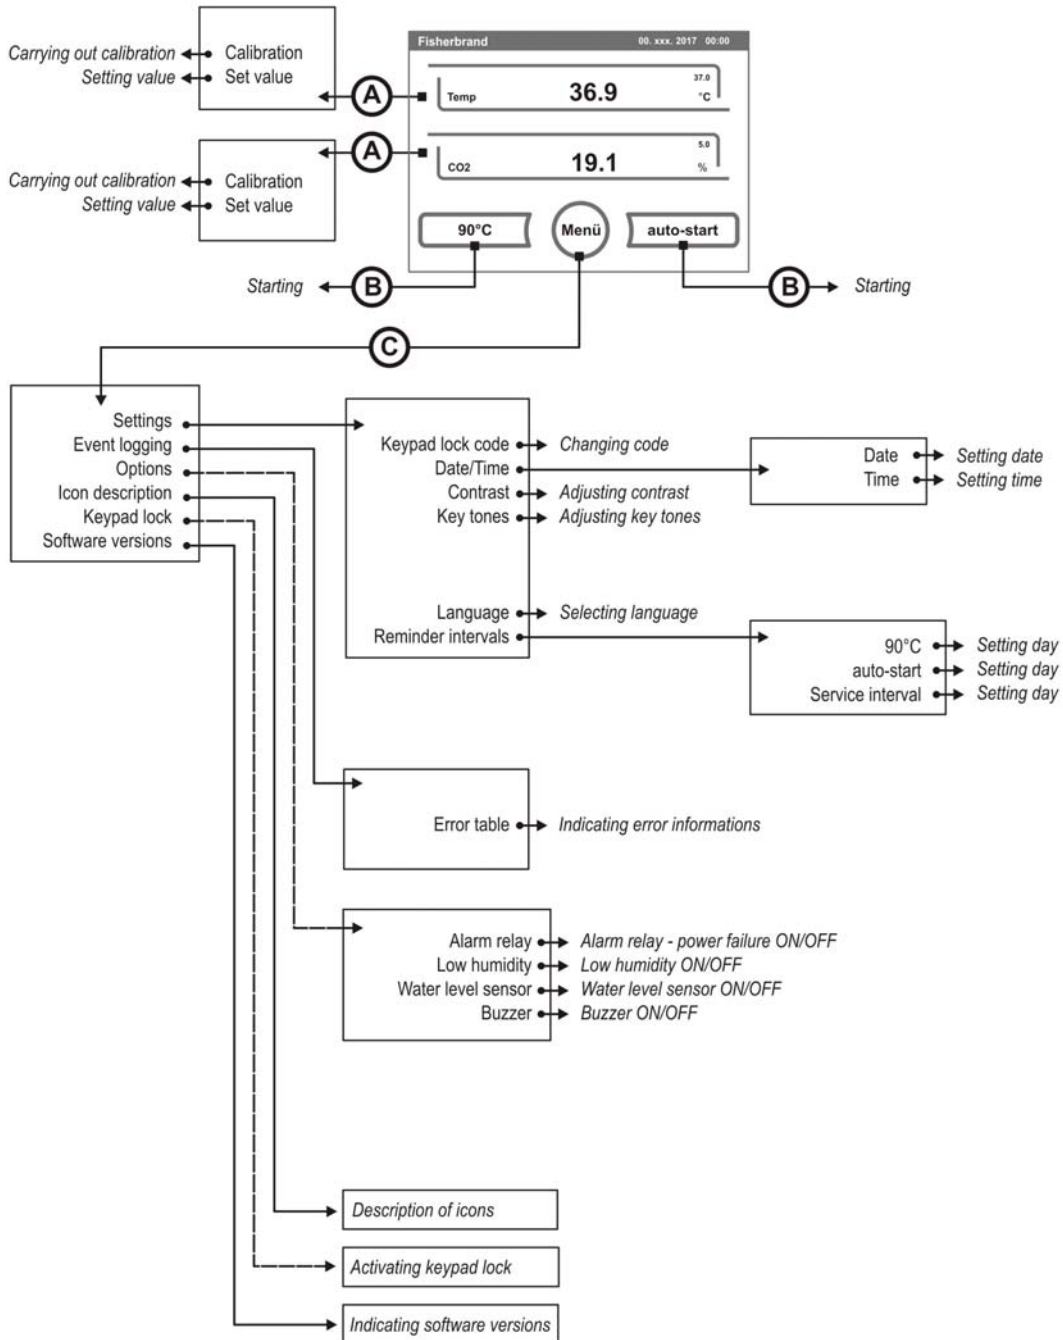 Carrying out calibration
Setting value
Calibration
Set value
A
Carrying out calibration
Setting value
Calibration
Set value
A
Fisherbrand 00. xxx. 2017 00:00
37.0
Temp 36.9 °C
5.0
CO2 19.1 %
90°C Menü auto-start
Starting B
B Starting
C
Settings
Event logging
Options
Icon description
Keypad lock
Software versions
Keypad lock code Changing code
Date/Time
Contrast Adjusting contrast
Key tones Adjusting key tones
Language Selecting language
Reminder intervals
Date Setting date
Time Setting time
90°C Setting day
auto-start Setting day
Service interval Setting day
Error table Indicating error informations
Alarm relay Alarm relay - power failure ON/OFF
Low humidity Low humidity ON/OFF
Water level sensor Water level sensor ON/OFF
Buzzer Buzzer ON/OFF
Description of icons
Activating keypad lock
Indicating software versions